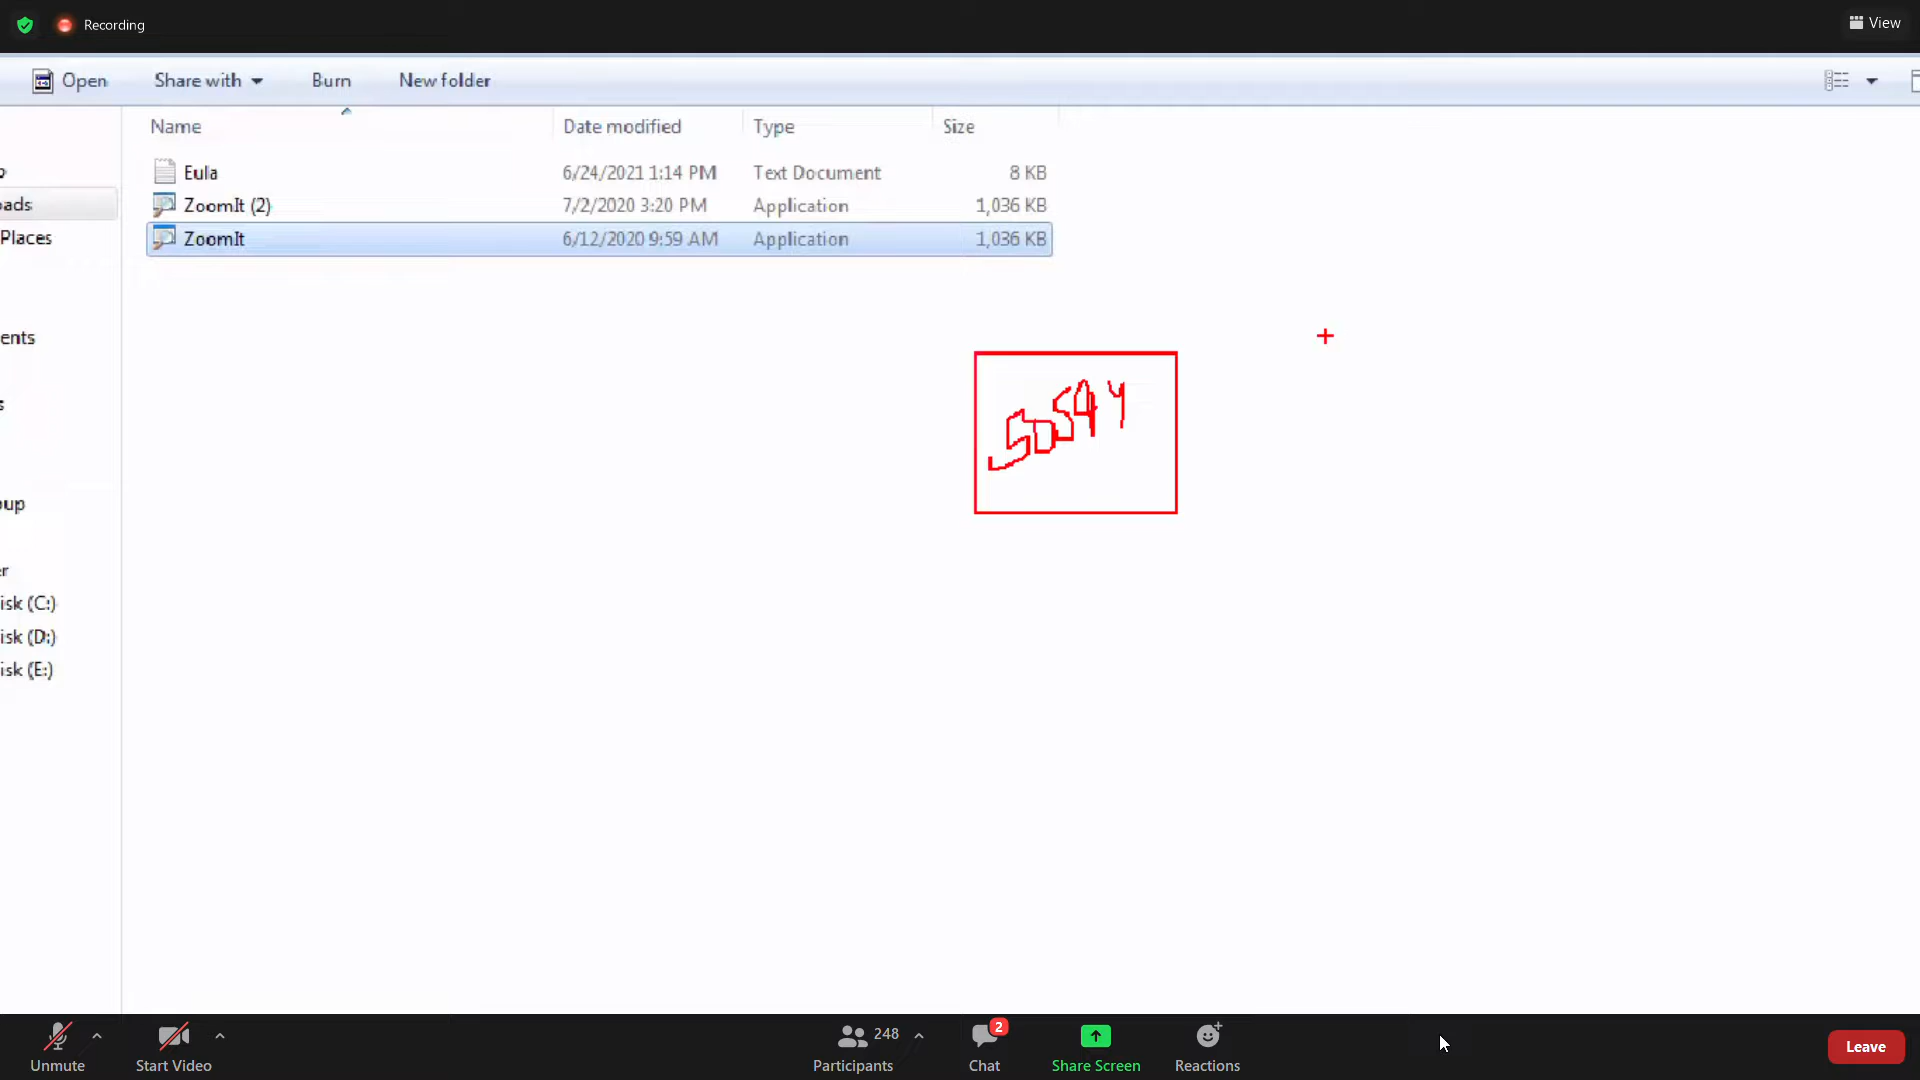 Recording
View
Open Share with Burn New folder
Name Date modified Type Size
Eula 6/24/2021 1:14 PM Text Document 8 KB
oads ZoomIt (2) 7/2/2020 3:20 PM Application 1,036 KB
Places ZoomIt 6/12/2020 9:59 AM Application 1,036 KB
ents
s
oup
er
isk (C:)
isk (D:)
isk (E:)
Unmute Start Video 248 Participants 2 Chat Share Screen Reactions Leave